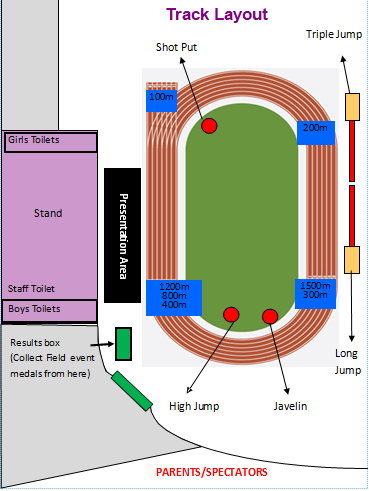 Track Layout
Triple Jump
Shot Put
100m
200m
Girls Toilets
Stand
Presentation Area
Staff Toilet
Boys Toilets
1200m
800m
400m
1500m
300m
Results box
(Collect Field event
medals from here)
Long
Jump
High Jump
Javelin
PARENTS/SPECTATORS